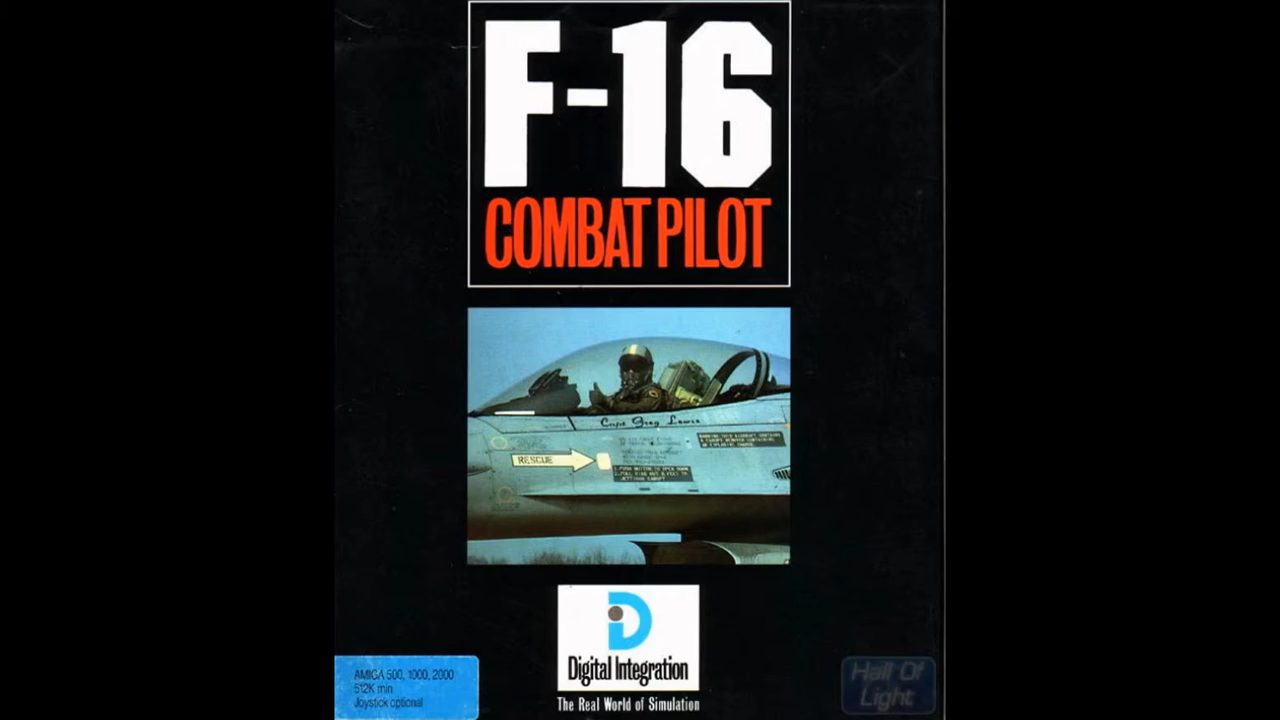 F-16
COMBAT PILOT
Capt Greg Lewis
RESCUE
Digital Integration
The Real World of Simulation
AMIGA 500, 1000, 2000
512K min
Joystick optional
Hall Of
Light